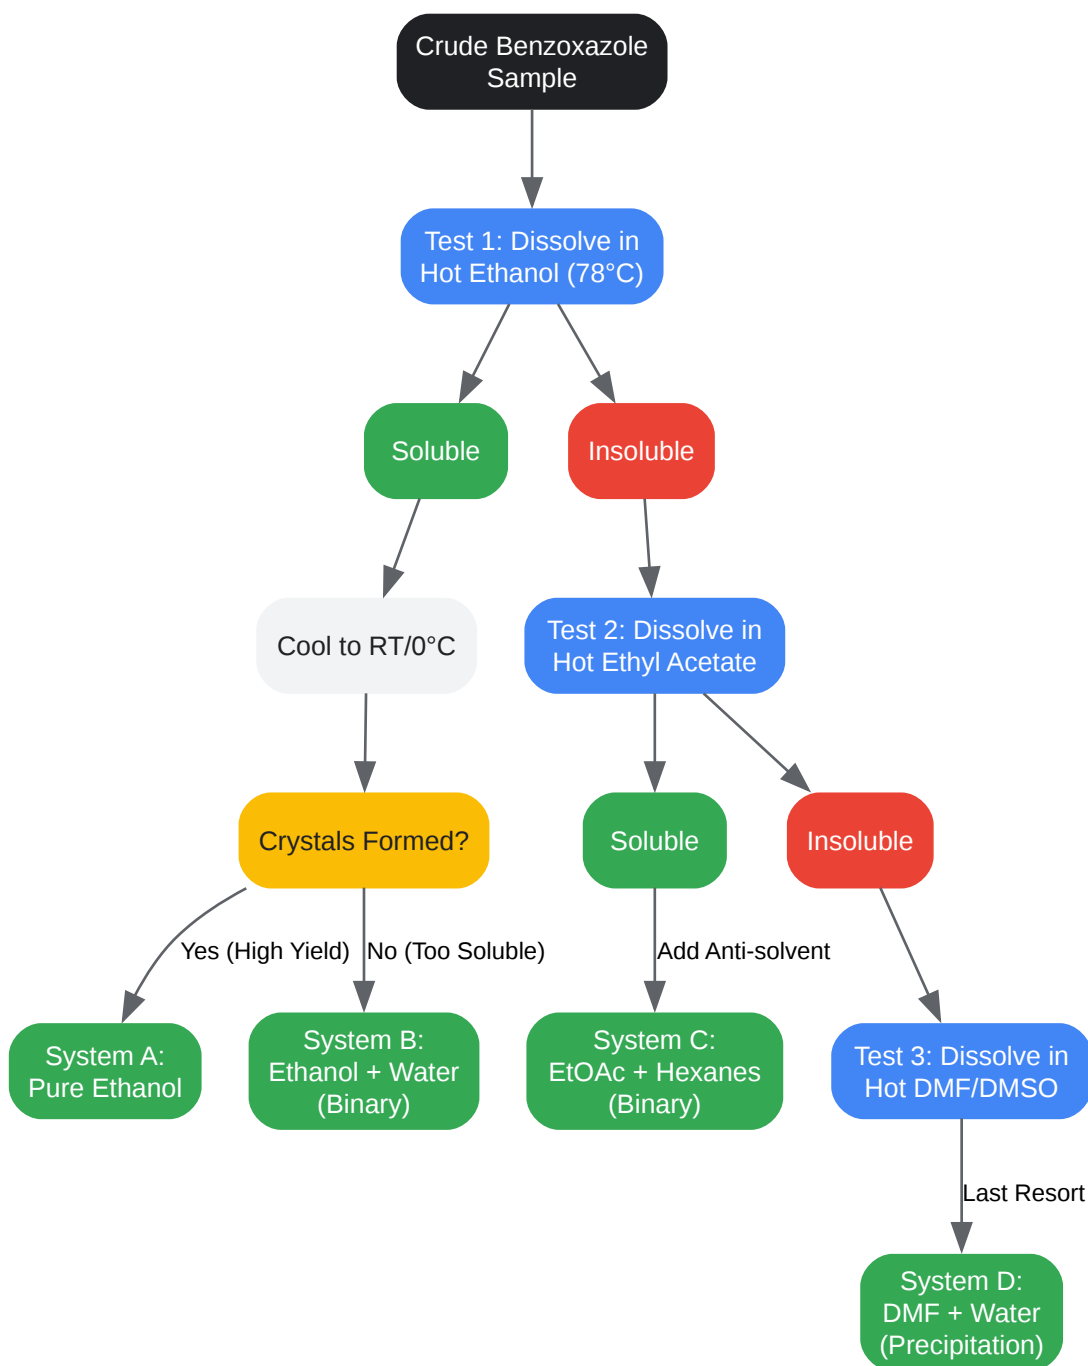 Crude Benzoxazole
Sample
Test 1: Dissolve in
Hot Ethanol (78°C)
Soluble
Insoluble
Cool to RT/0°C
Test 2: Dissolve in
Hot Ethyl Acetate
Crystals Formed?
Soluble
Insoluble
Yes (High Yield)
No (Too Soluble)
Add Anti-solvent
System A:
Pure Ethanol
System B:
Ethanol + Water
(Binary)
System C:
EtOAc + Hexanes
(Binary)
Test 3: Dissolve in
Hot DMF/DMSO
Last Resort
System D:
DMF + Water
(Precipitation)